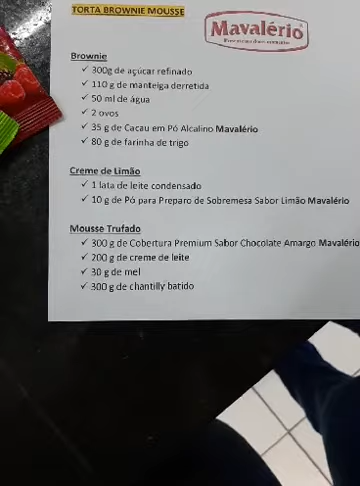 TORTA BROWNIE MOUSSE
Mavalério
Brownie
✓ 300g de açúcar refinado
✓ 110 g de manteiga derretida
✓ 50 ml de água
✓ 2 ovos
✓ 35 g de Cacau em Pó Alcalino Mavalério
✓ 80 g de farinha de trigo
Creme de Limão
✓ 1 lata de leite condensado
✓ 10 g de Pó para Preparo de Sobremesa Sabor Limão Mavalério
Mousse Trufado
✓ 300 g de Cobertura Premium Sabor Chocolate Amargo Mavalério
✓ 200 g de creme de leite
✓ 30 g de mel
✓ 300 g de chantilly batido